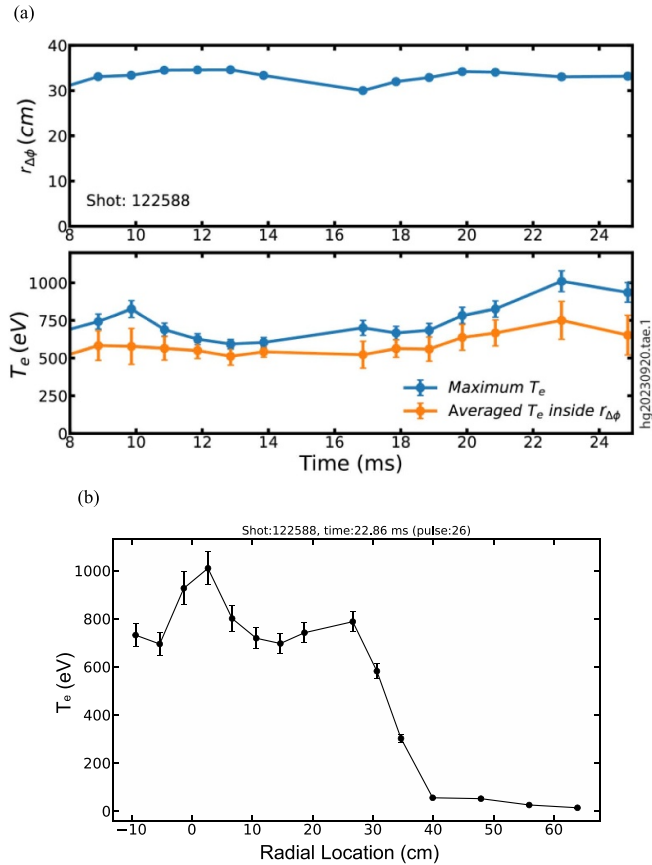 (a)
40
30
20
10
0
r_Δϕ (cm)
Shot: 122588
8 10 12 14 16 18 20 22 24
1000
750
500
250
0
T_e (eV)
Maximum T_e
Averaged T_e inside r_Δϕ
8 10 12 14 16 18 20 22 24
Time (ms)
hg20230920.tae.1
(b)
Shot:122588, time:22.86 ms (pulse:26)
1000
800
600
400
200
0
T_e (eV)
−10 0 10 20 30 40 50 60
Radial Location (cm)